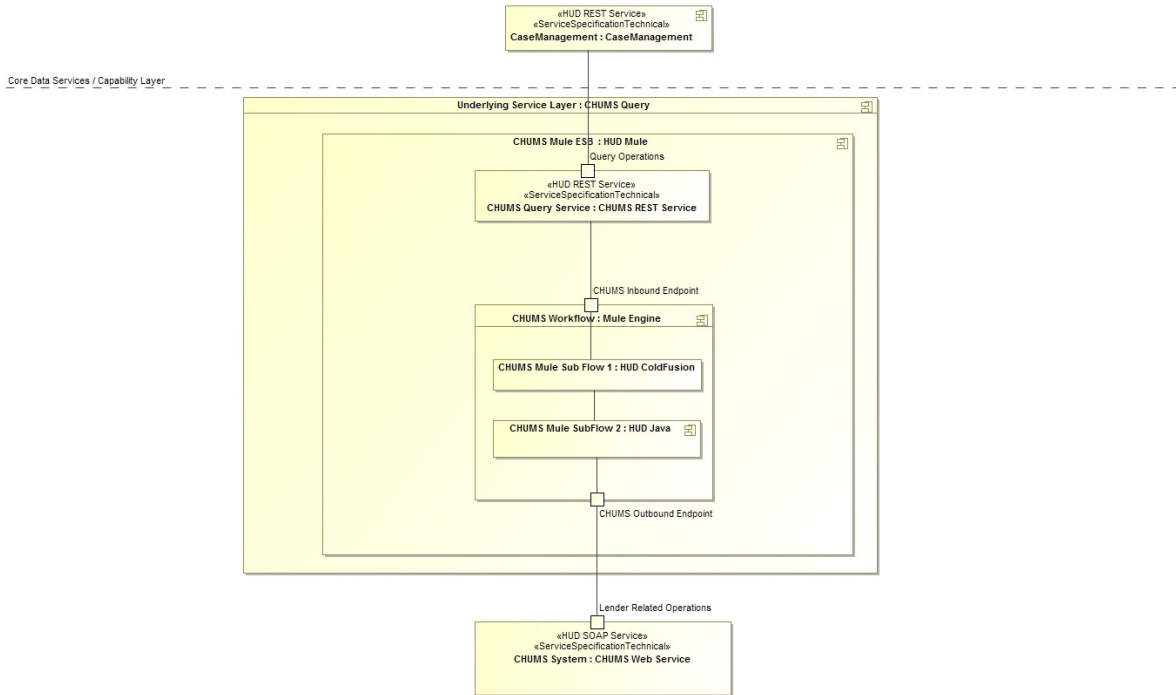 «HUD REST Service»
«ServiceSpecificationTechnical»
CaseManagement : CaseManagement
Core Data Services / Capability Layer
Underlying Service Layer : CHUMS Query
CHUMS Mule ESB : HUD Mule
Query Operations
«HUD REST Service»
«ServiceSpecificationTechnical»
CHUMS Query Service : CHUMS REST Service
CHUMS Inbound Endpoint
CHUMS Workflow : Mule Engine
CHUMS Mule Sub Flow 1 : HUD ColdFusion
CHUMS Mule SubFlow 2 : HUD Java
CHUMS Outbound Endpoint
Lender Related Operations
«HUD SOAP Service»
«ServiceSpecificationTechnical»
CHUMS System : CHUMS Web Service